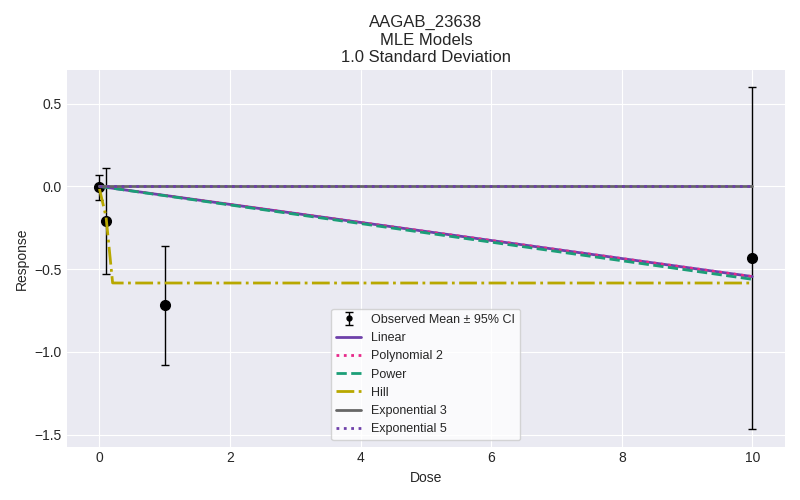 AAGAB_23638
MLE Models
1.0 Standard Deviation
0.5
0.0
−0.5
−1.0
−1.5
Response
Observed Mean ± 95% CI
Linear
Polynomial 2
Power
Hill
Exponential 3
Exponential 5
0
2
4
6
8
10
Dose